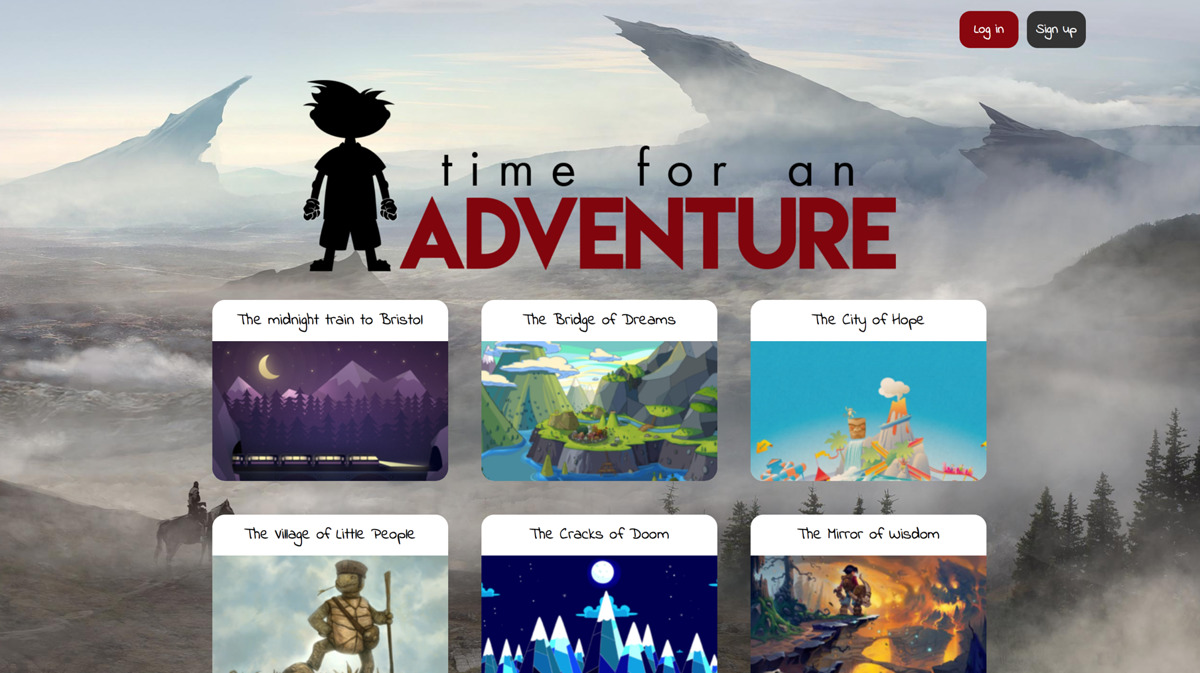 Log in
Sign up
time for an
ADVENTURE
The midnight train to Bristol
The Bridge of Dreams
The City of Hope
The Village of Little People
The Cracks of Doom
The Mirror of Wisdom